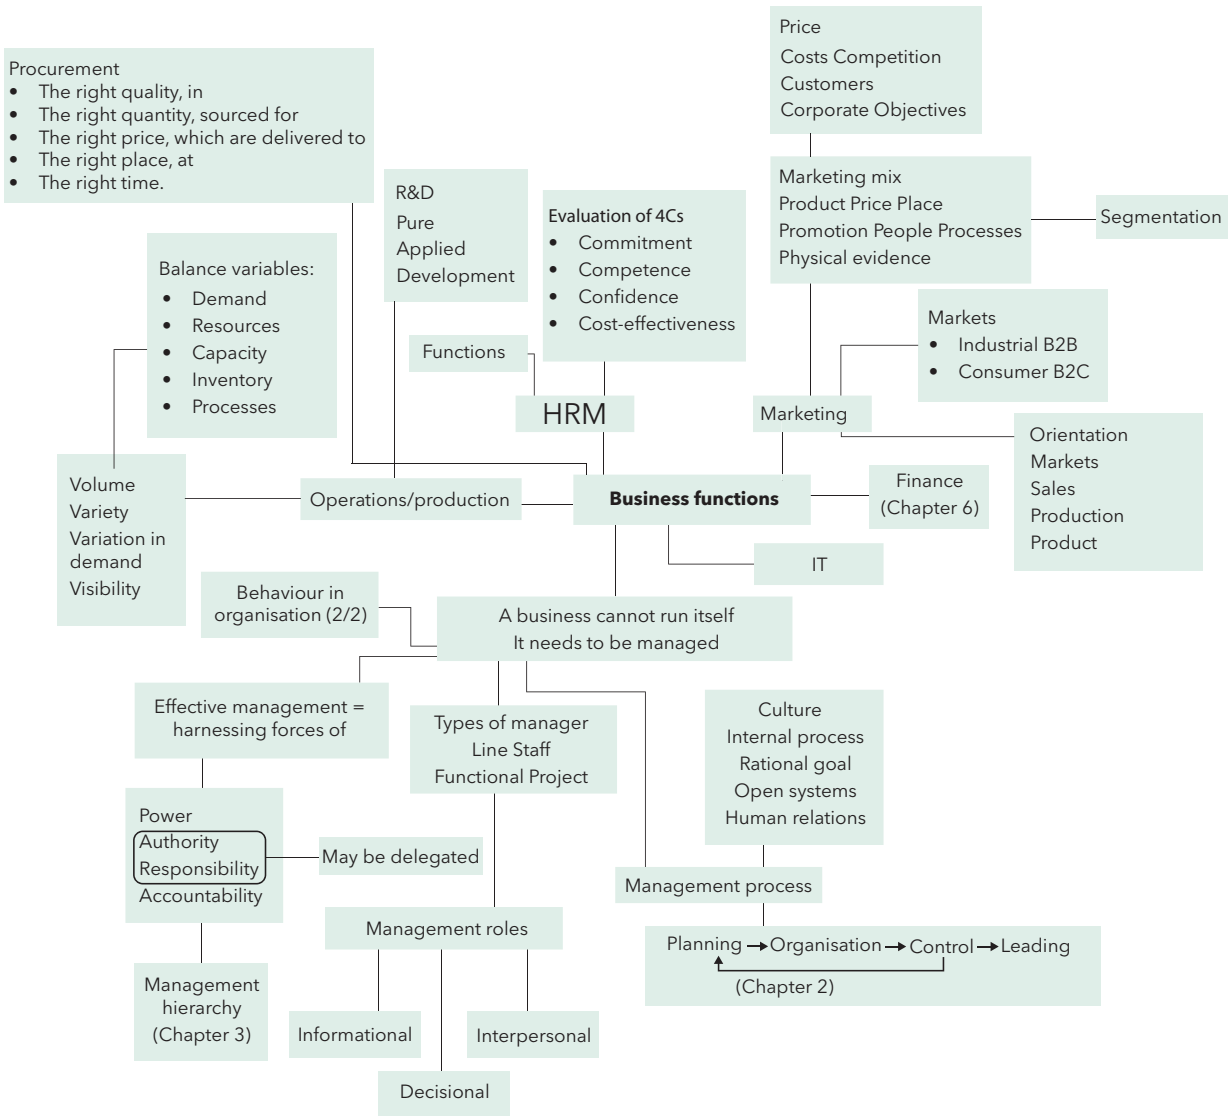 Price
Costs Competition
Customers
Corporate Objectives
Procurement
• The right quality, in
• The right quantity, sourced for
• The right price, which are delivered to
• The right place, at
• The right time.
R&D
Pure
Applied
Development
Evaluation of 4Cs
• Commitment
• Competence
• Confidence
• Cost-effectiveness
Marketing mix
Product Price Place
Promotion People Processes
Physical evidence
Segmentation
Balance variables:
• Demand
• Resources
• Capacity
• Inventory
• Processes
Functions
HRM
Marketing
Markets
• Industrial B2B
• Consumer B2C
Orientation
Markets
Sales
Production
Product
Volume
Variety
Variation in
demand
Visibility
Operations/production
Business functions
Finance
(Chapter 6)
IT
Behaviour in
organisation (2/2)
A business cannot run itself
It needs to be managed
Effective management =
harnessing forces of
Types of manager
Line Staff
Functional Project
Culture
Internal process
Rational goal
Open systems
Human relations
Power
Authority
Responsibility
Accountability
May be delegated
Management process
Management roles
Planning Organisation Control Leading
(Chapter 2)
Management
hierarchy
(Chapter 3)
Informational
Interpersonal
Decisional